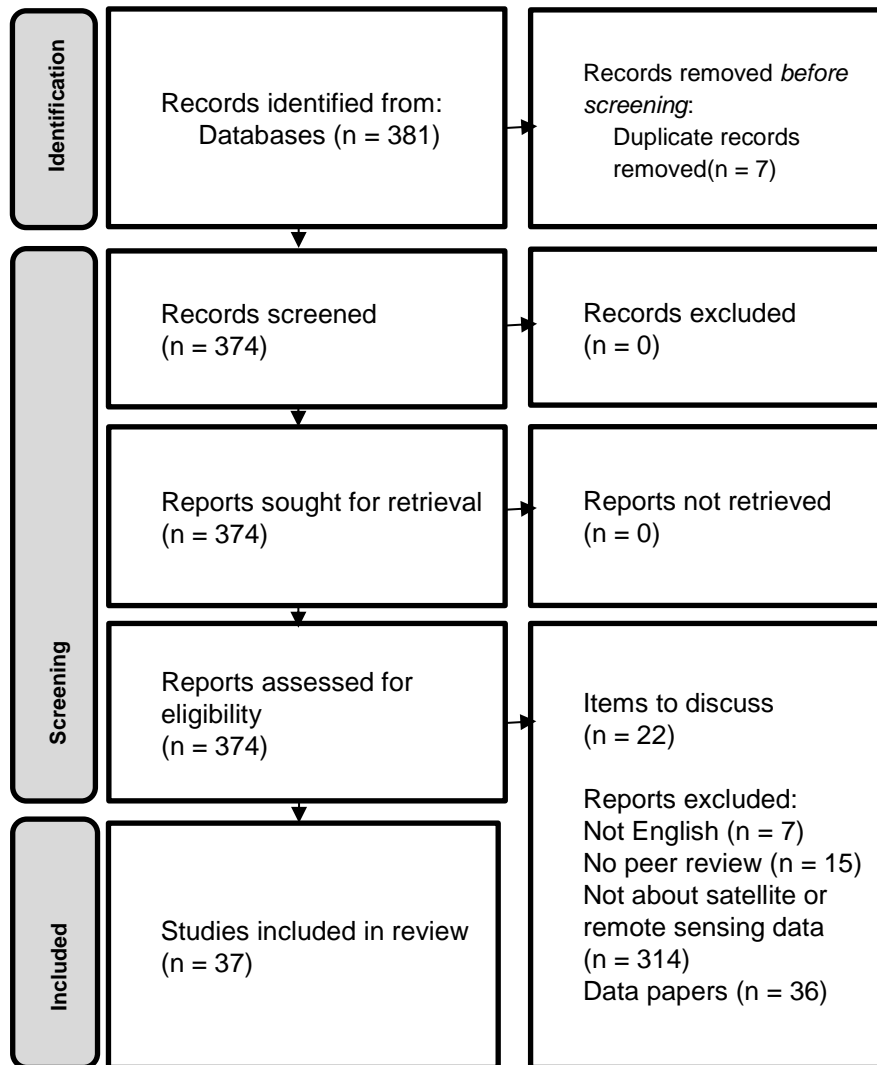 Identification
Records identified from:
Databases (n = 381)
Records removed before
screening:
Duplicate records
removed(n = 7)
Screening
Records screened
(n = 374)
Records excluded
(n = 0)
Reports sought for retrieval
(n = 374)
Reports not retrieved
(n = 0)
Reports assessed for
eligibility
(n = 374)
Items to discuss
(n = 22)
Reports excluded:
Not English (n = 7)
No peer review (n = 15)
Not about satellite or
remote sensing data
(n = 314)
Data papers (n = 36)
Included
Studies included in review
(n = 37)